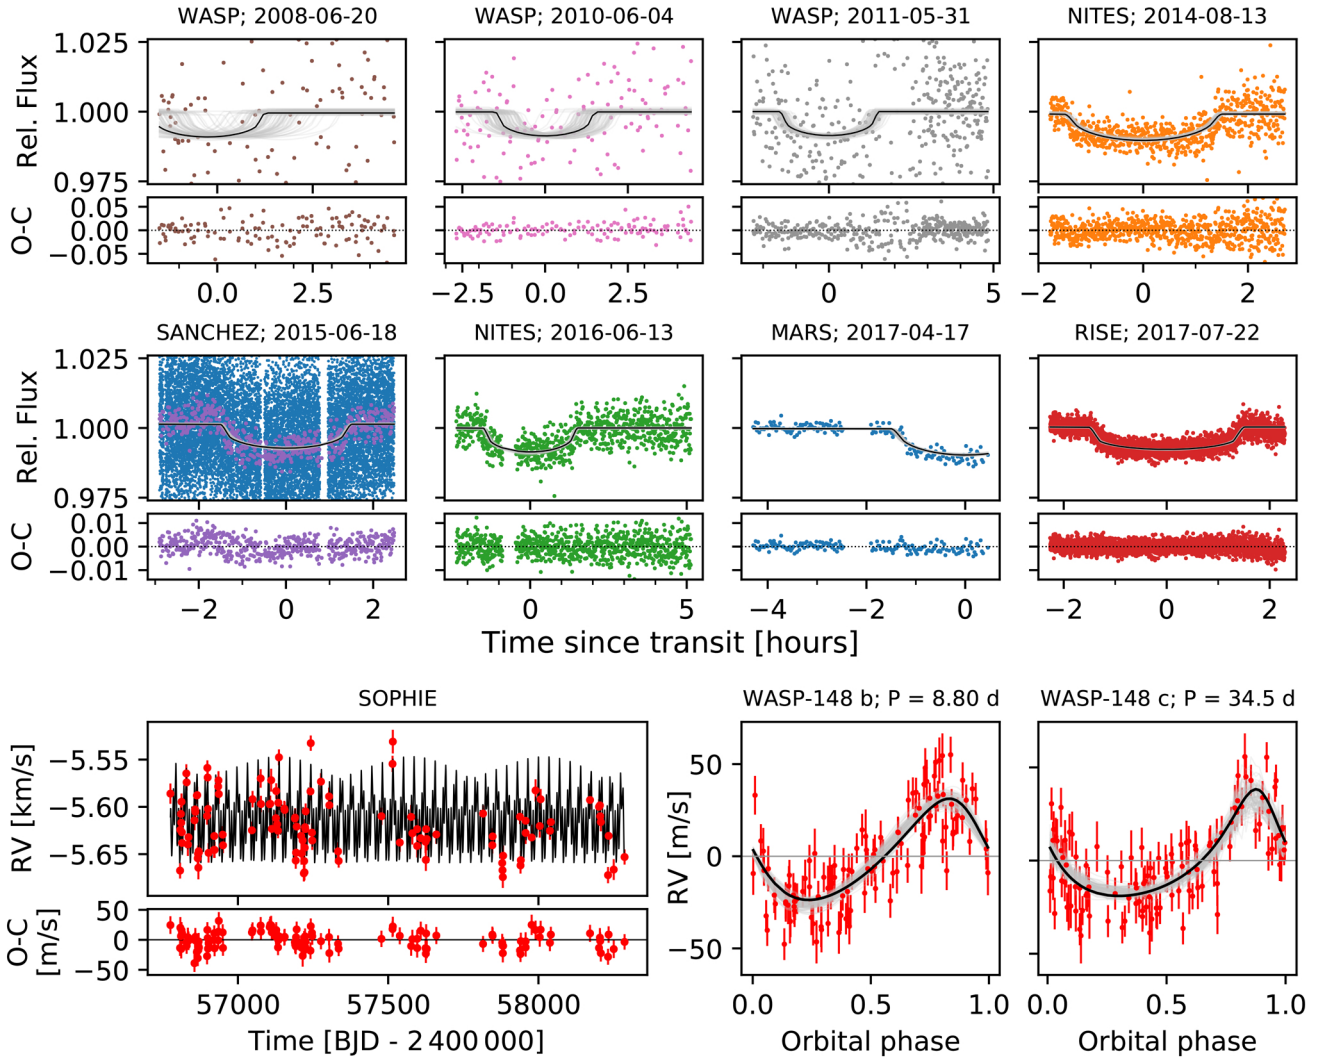 WASP; 2008-06-20 WASP; 2010-06-04 WASP; 2011-05-31 NITES; 2014-08-13
Rel. Flux
1.025
1.000
0.975
O-C
0.05
0.00
−0.05
0.0 2.5
−2.5 0.0 2.5
0 5
−2 0 2
SANCHEZ; 2015-06-18 NITES; 2016-06-13 MARS; 2017-04-17 RISE; 2017-07-22
Rel. Flux
1.025
1.000
0.975
O-C
0.01
0.00
−0.01
−2 0 2
0 5
−4 −2 0
−2 0 2
Time since transit [hours]
SOPHIE
RV [km/s]
−5.55
−5.60
−5.65
O-C
[m/s]
50
0
−50
57000 57500 58000
Time [BJD - 2 400 000]
WASP-148 b; P = 8.80 d
RV [m/s]
50
0
−50
0.0 0.5 1.0
Orbital phase
WASP-148 c; P = 34.5 d
0.0 0.5 1.0
Orbital phase